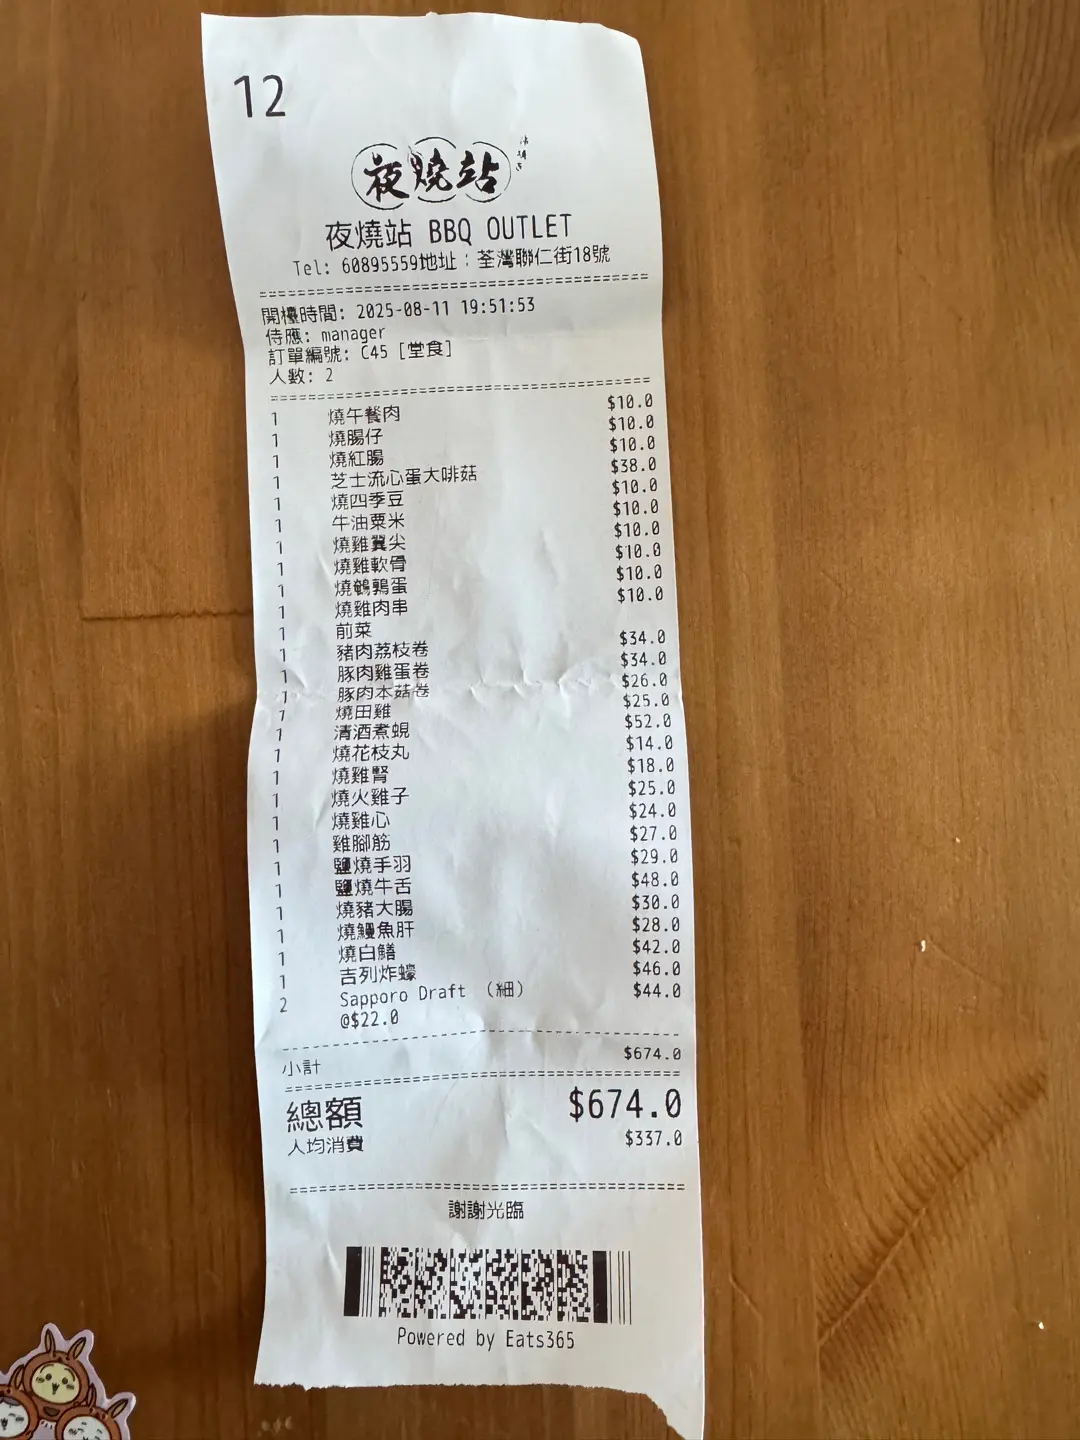 12
夜燒站
夜燒站 BBQ OUTLET
Tel: 60895559地址：荃灣聯仁街18號
開檯時間: 2025-08-11 19:51:53
侍應: manager
訂單編號: C45 [堂食]
人數: 2
1 燒午餐肉 $10.0
1 燒腸仔 $10.0
1 燒紅腸 $10.0
1 芝士流心蛋大啡菇 $38.0
1 燒四季豆 $10.0
1 牛油粟米 $10.0
1 燒雞翼尖 $10.0
1 燒雞軟骨 $10.0
1 燒鵪鶉蛋 $10.0
1 燒雞肉串 $10.0
1 前菜
1 豬肉荔枝卷 $34.0
1 豚肉雞蛋卷 $34.0
1 豚肉本菇卷 $26.0
1 燒田雞 $25.0
1 清酒煮蜆 $52.0
1 燒花枝丸 $14.0
1 燒雞腎 $18.0
1 燒火雞子 $25.0
1 燒雞心 $24.0
1 雞腳筋 $27.0
1 鹽燒手羽 $29.0
1 鹽燒牛舌 $48.0
1 燒豬大腸 $30.0
1 燒鰻魚肝 $28.0
1 燒白鱔 $42.0
1 吉列炸蠔 $46.0
2 Sapporo Draft （細） $44.0
@$22.0
小計 $674.0
總額 $674.0
人均消費 $337.0
謝謝光臨
Powered by Eats365